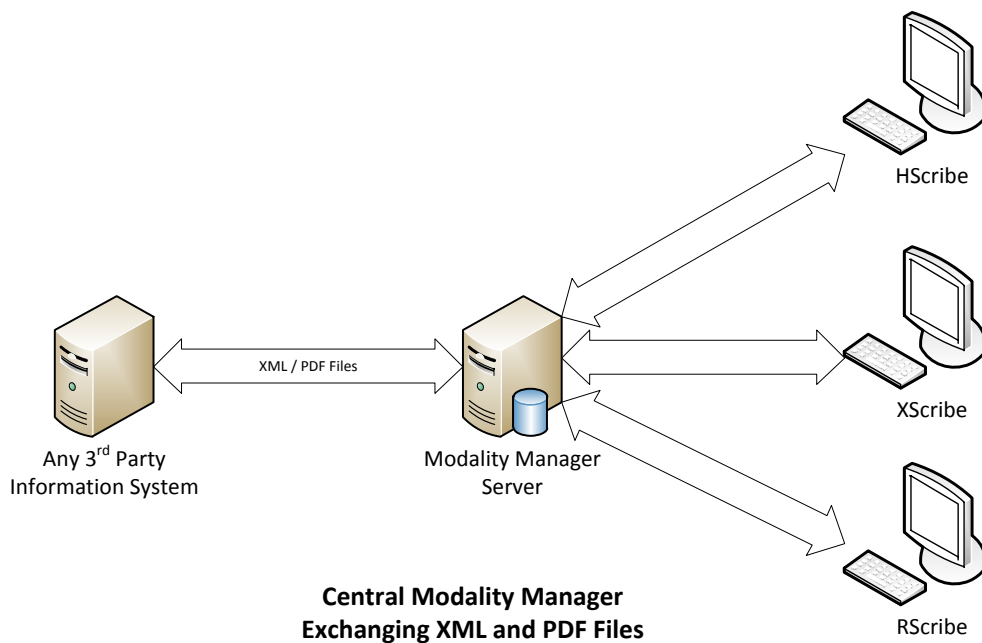 HScribe
XML / PDF Files
XScribe
Any 3rd Party
Information System
Modality Manager
Server
Central Modality Manager
Exchanging XML and PDF Files
RScribe